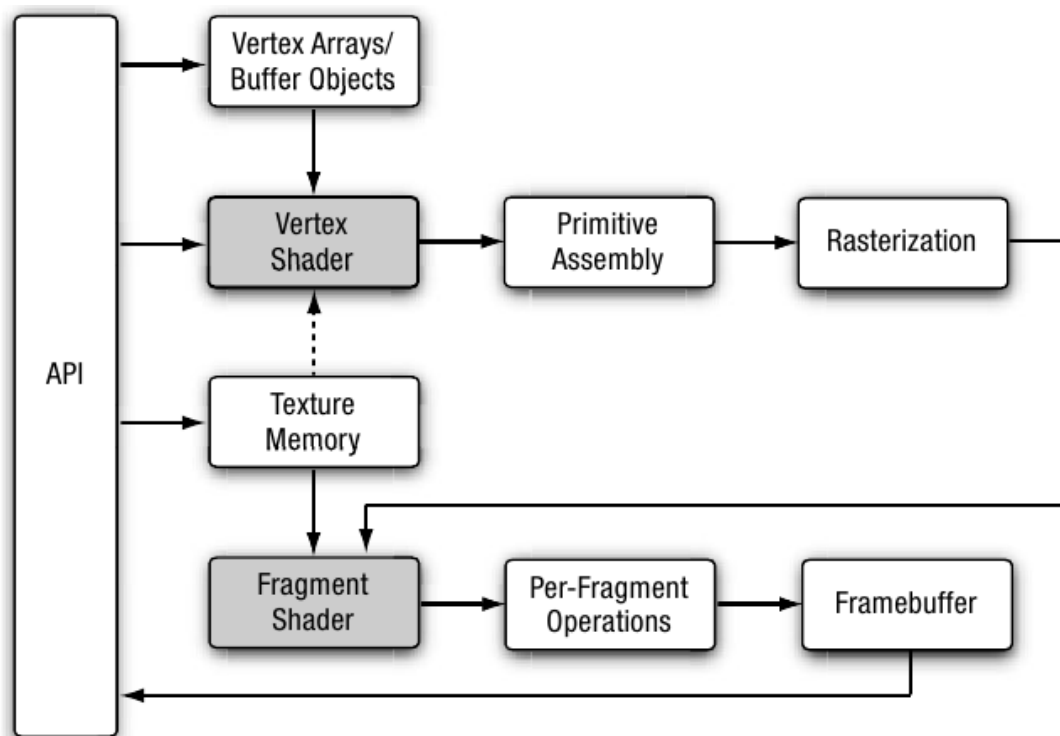 Vertex Arrays/
Buffer Objects
Vertex
Shader
Primitive
Assembly
Rasterization
API
Texture
Memory
Fragment
Shader
Per-Fragment
Operations
Framebuffer